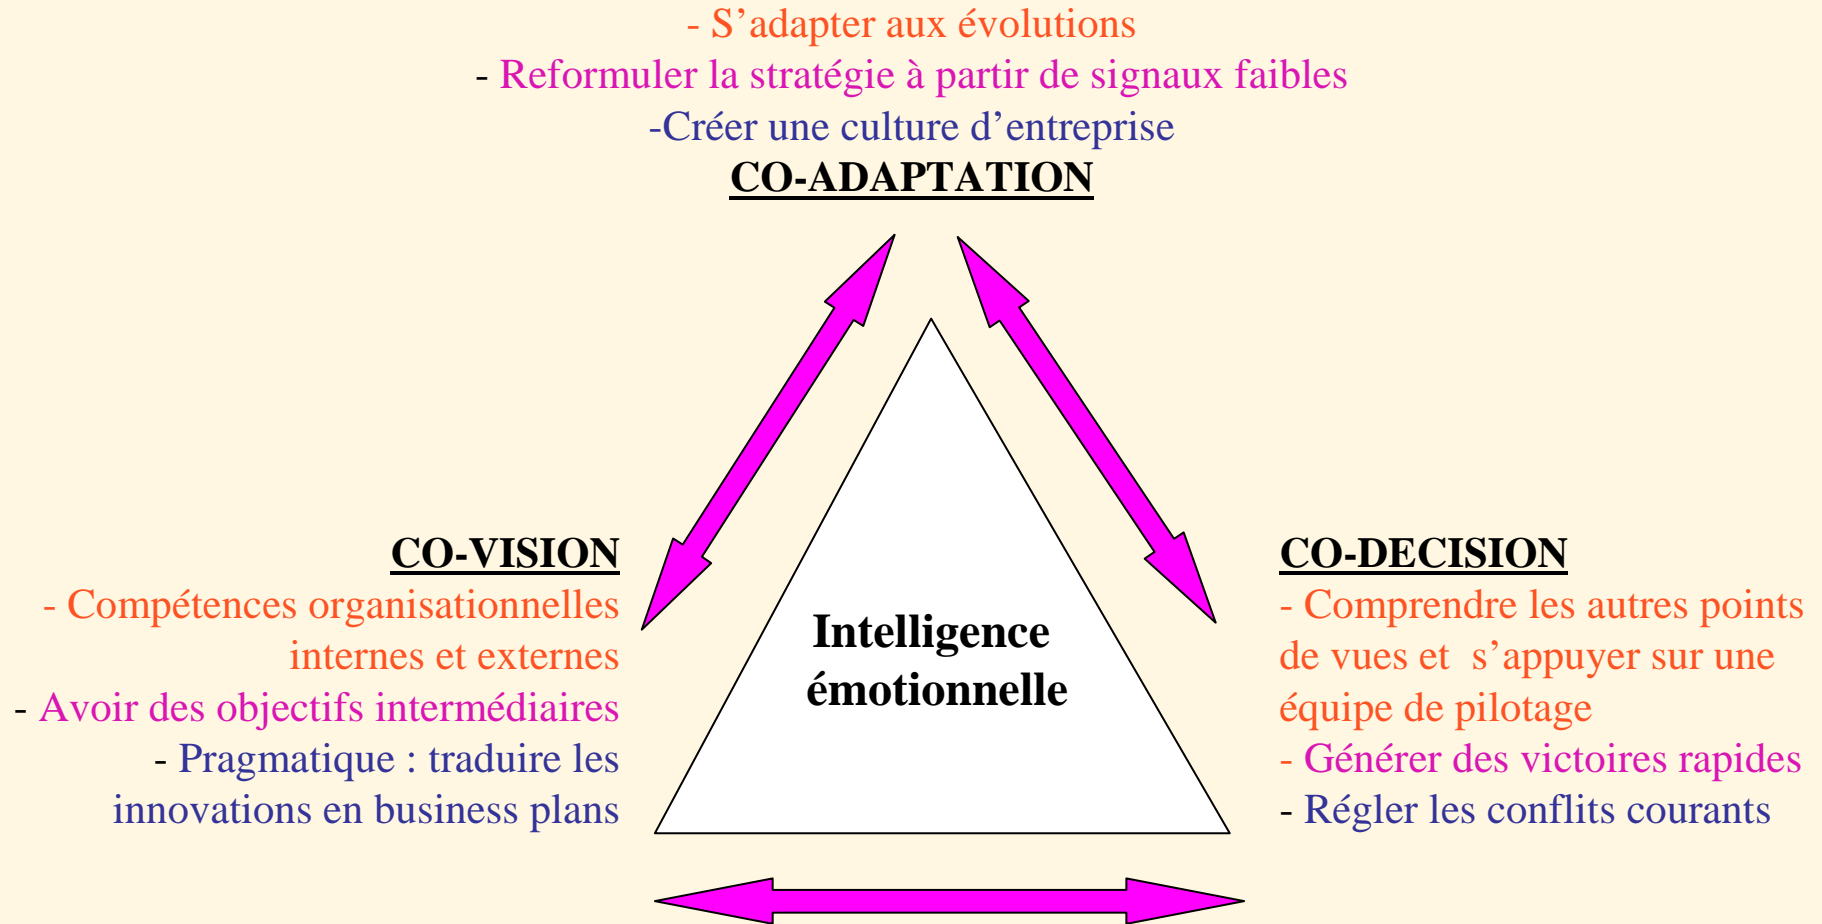 - S’adapter aux évolutions
- Reformuler la stratégie à partir de signaux faibles
-Créer une culture d’entreprise
CO-ADAPTATION
CO-VISION
- Compétences organisationnelles
internes et externes
- Avoir des objectifs intermédiaires
- Pragmatique : traduire les
innovations en business plans
Intelligence
émotionnelle
CO-DECISION
- Comprendre les autres points
de vues et  s’appuyer sur une
équipe de pilotage
- Générer des victoires rapides
- Régler les conflits courants